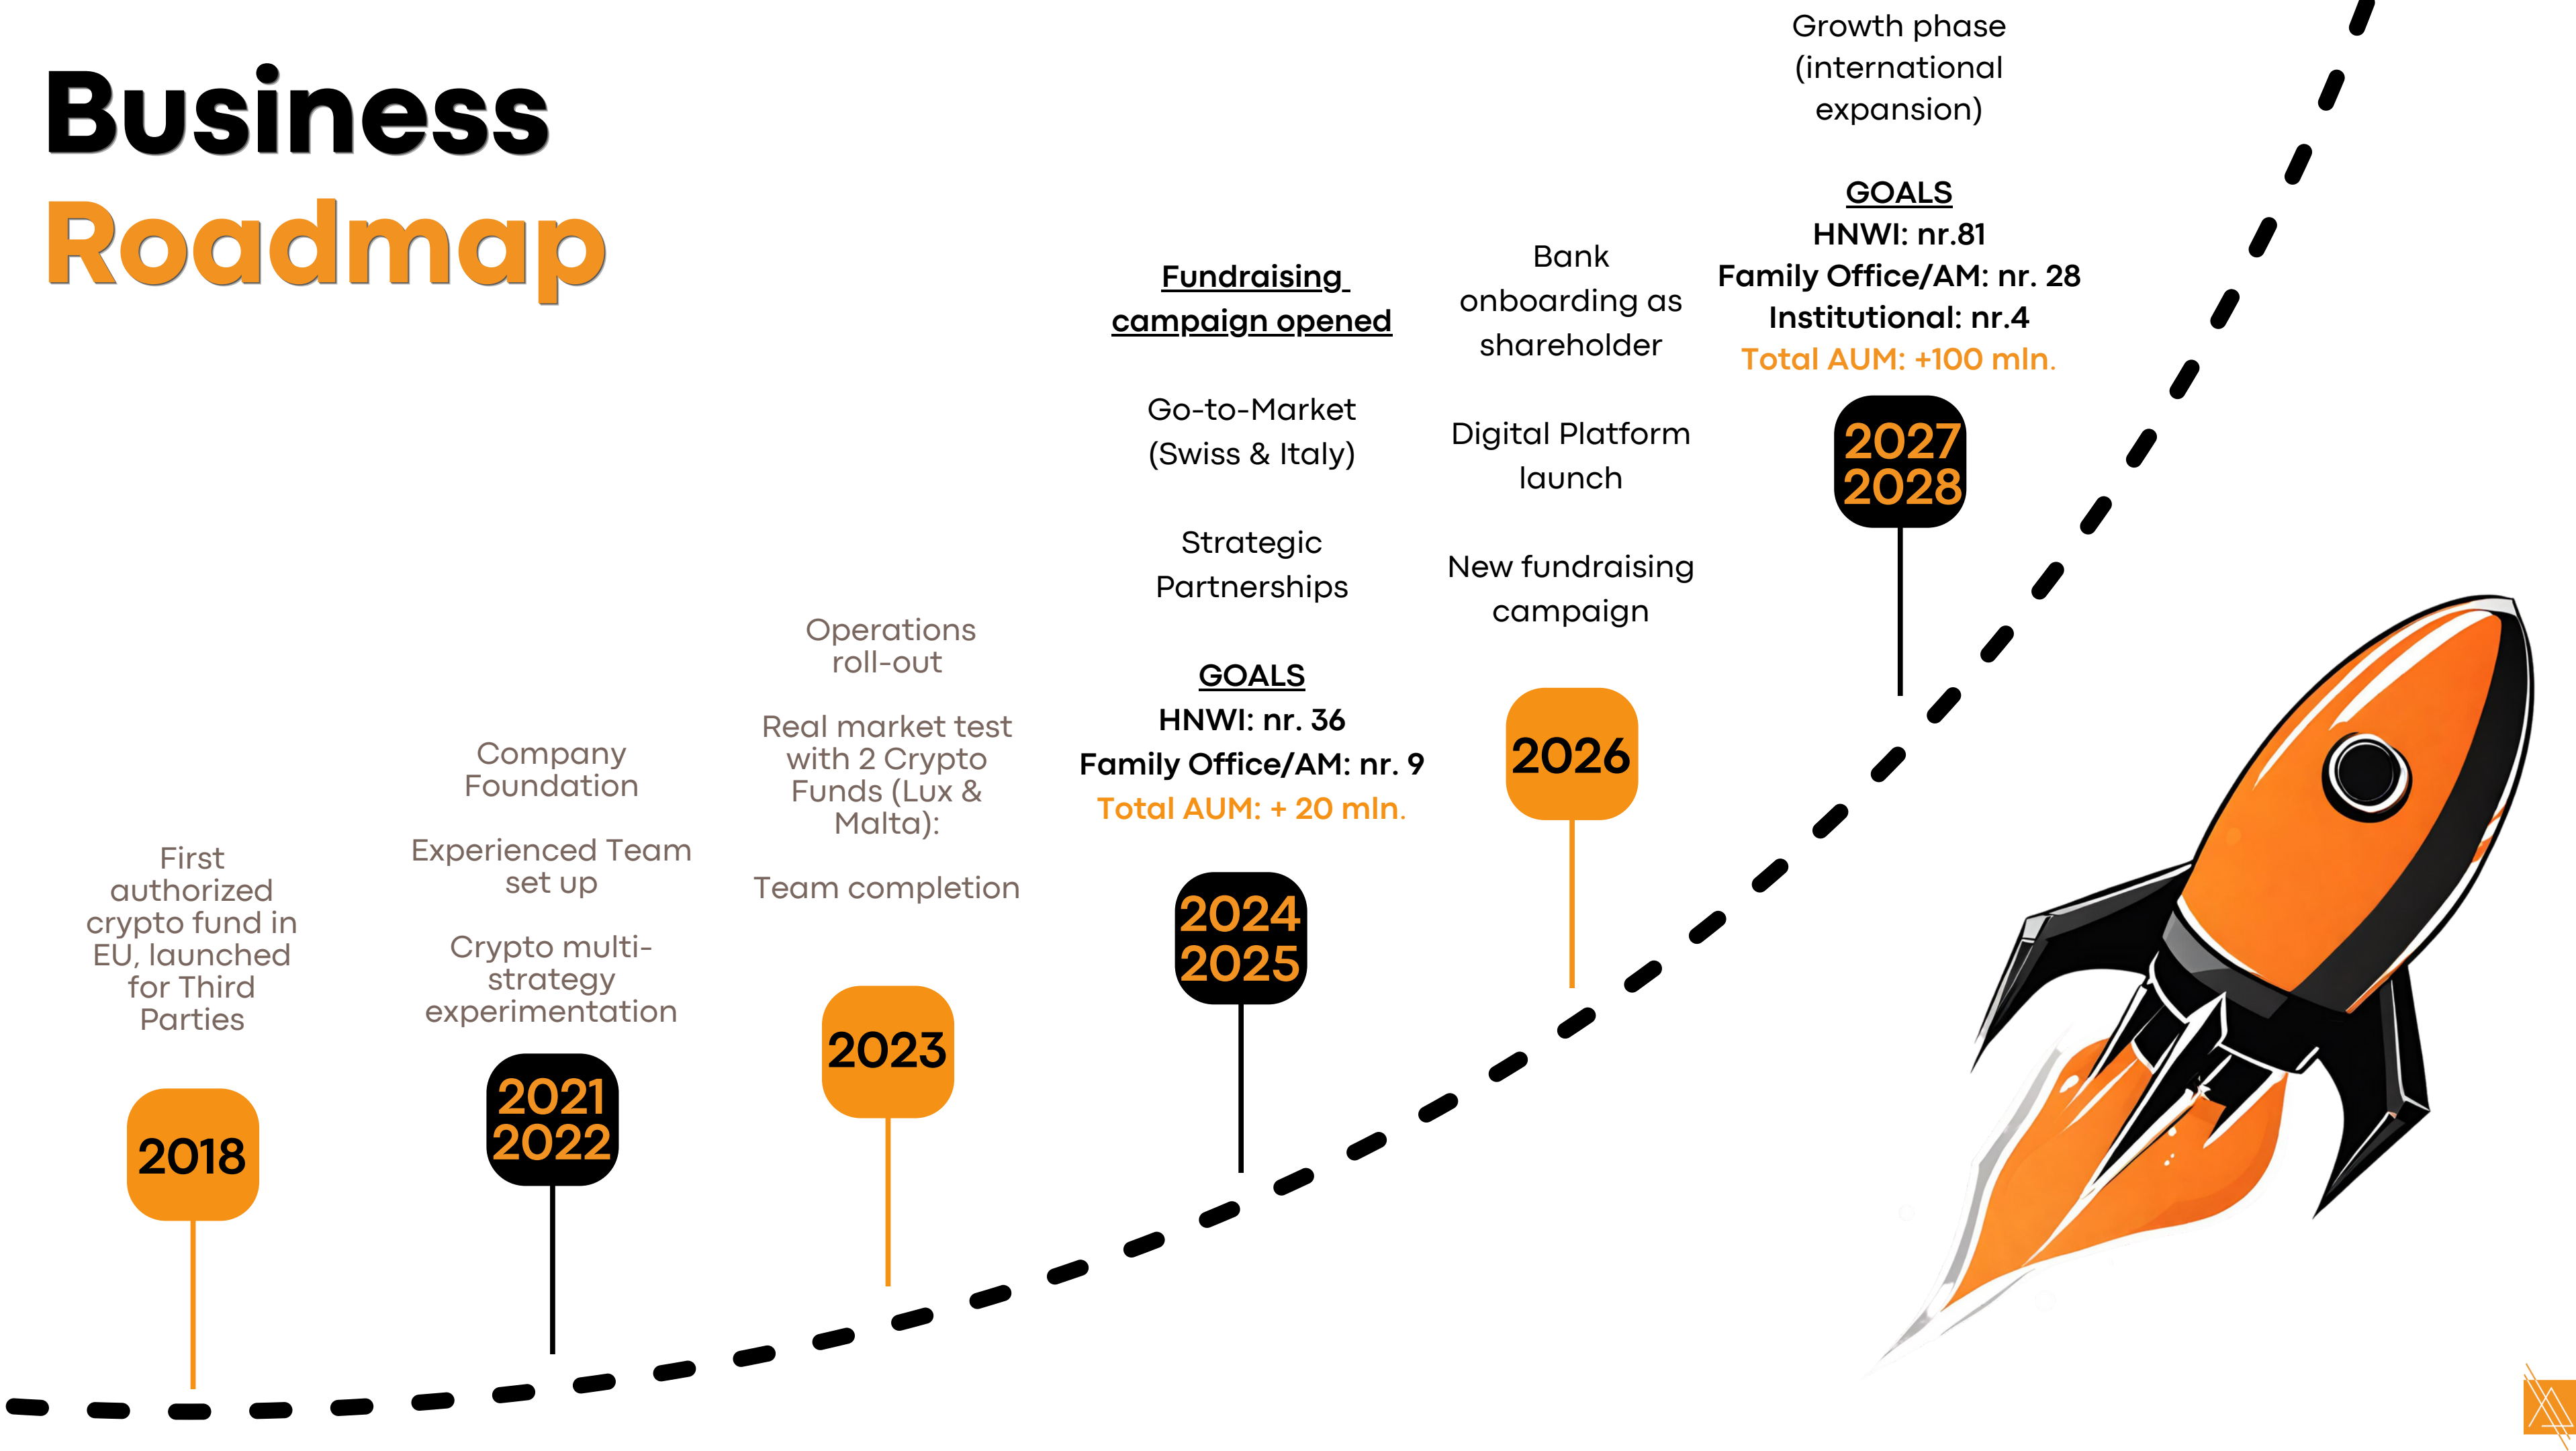 Business
Roadmap
First
authorized
crypto fund in
EU, launched
for Third
Parties
2018
Company
Foundation
Experienced Team
set up
Crypto multi-
strategy
experimentation
2021
2022
Operations
roll-out
Real market test
with 2 Crypto
Funds (Lux &
Malta):
Team completion
2023
Fundraising
campaign opened
Go-to-Market
(Swiss & Italy)
Strategic
Partnerships
GOALS
HNWI: nr. 36
Family Office/AM: nr. 9
Total AUM: + 20 mln.
2024
2025
Bank
onboarding as
shareholder
Digital Platform
launch
New fundraising
campaign
2026
Growth phase
(international
expansion)
GOALS
HNWI: nr.81
Family Office/AM: nr. 28
Institutional: nr.4
Total AUM: +100 mln.
2027
2028